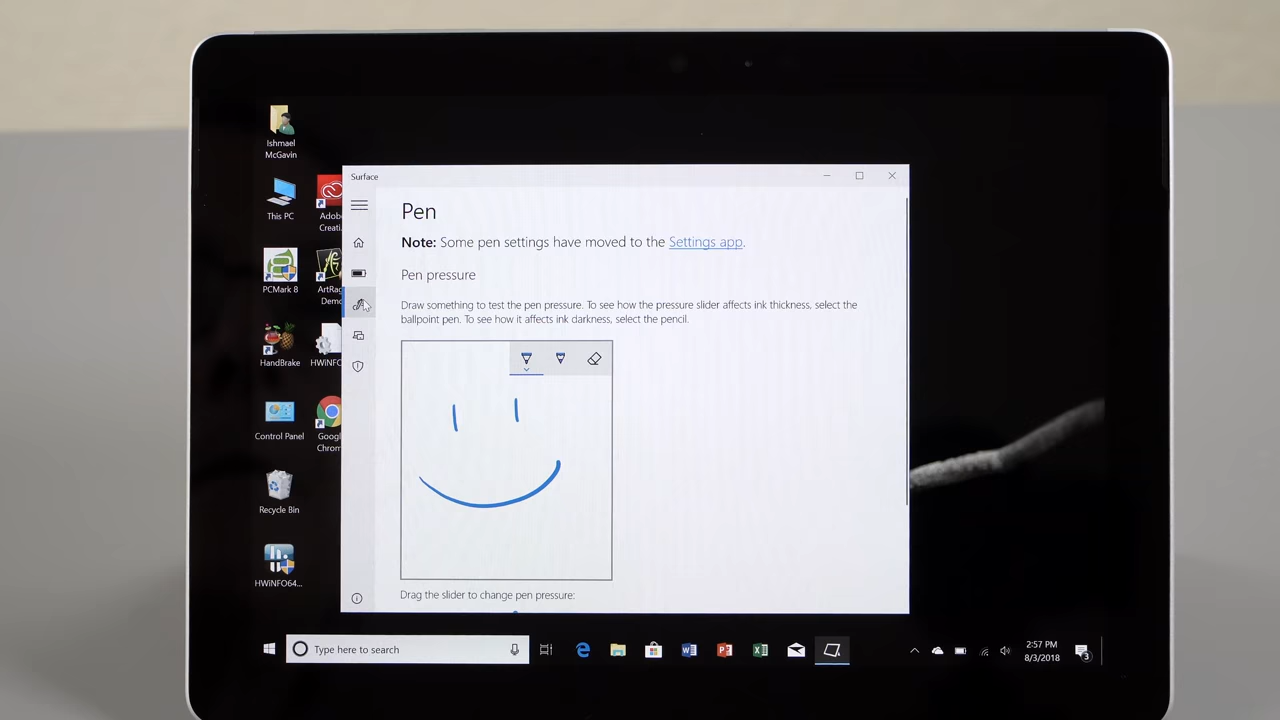 Ishmael
McGavin
This PC
Adob
Creati..
PCMark 8
ArtRag
Demo
HandBrake
HWiNFO
Control Panel
Googl
Chrom
Recycle Bin
HWiNFO64...
Surface
Pen
Note: Some pen settings have moved to the Settings app.
Pen pressure
Draw something to test the pen pressure. To see how the pressure slider affects ink thickness, select the
ballpoint pen. To see how it affects ink darkness, select the pencil.
Drag the slider to change pen pressure:
Type here to search
2:57 PM
8/3/2018
3